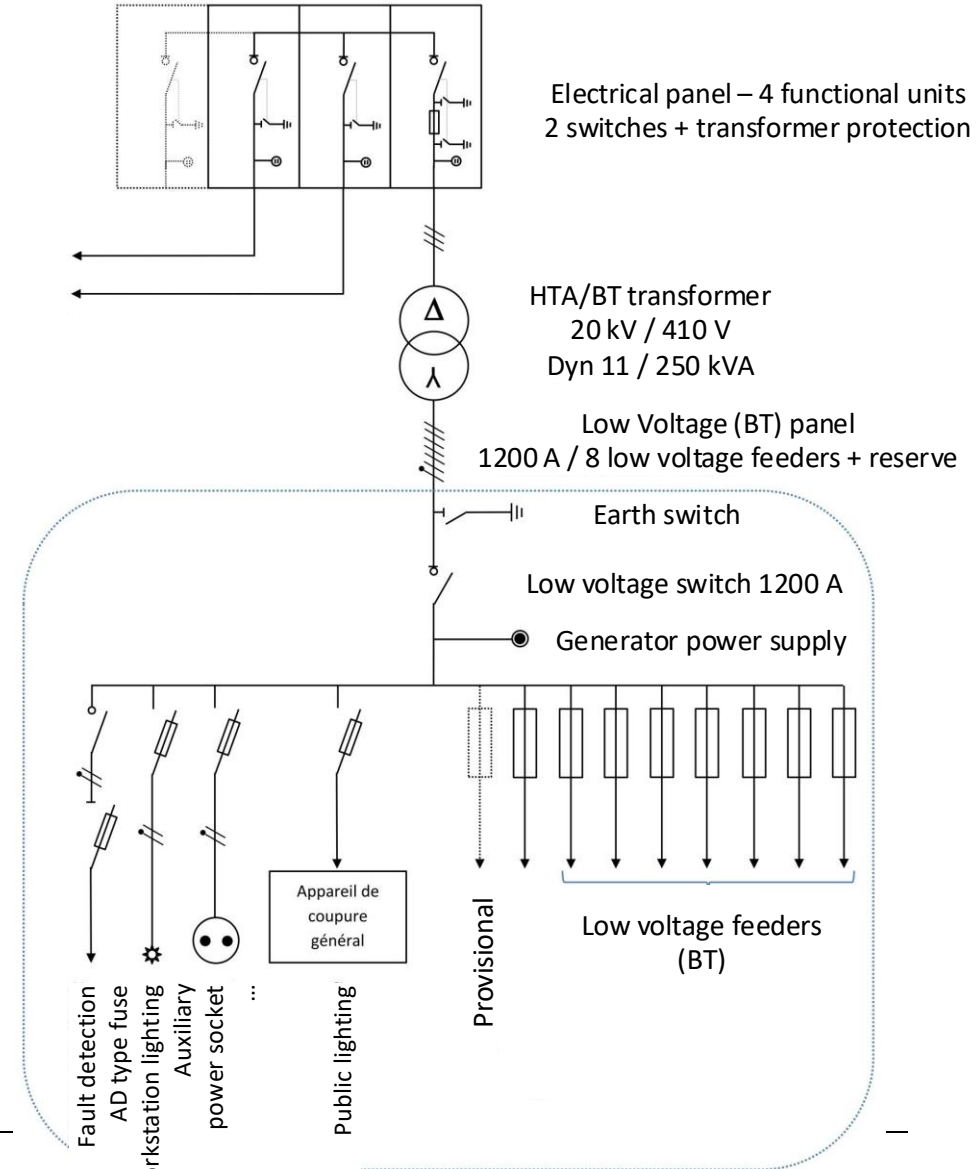 Electrical panel – 4 functional units
2 switches + transformer protection
HTA/BT transformer
20 kV / 410 V
Dyn 11 / 250 kVA
Δ
Low Voltage (BT) panel
1200 A / 8 low voltage feeders + reserve
Earth switch
Low voltage switch 1200 A
Generator power supply
Appareil de
coupure
général
Low voltage feeders
(BT)
Provisional
Fault detection
AD type fuse
rkstation lighting
Auxiliary
power socket
...
Public lighting